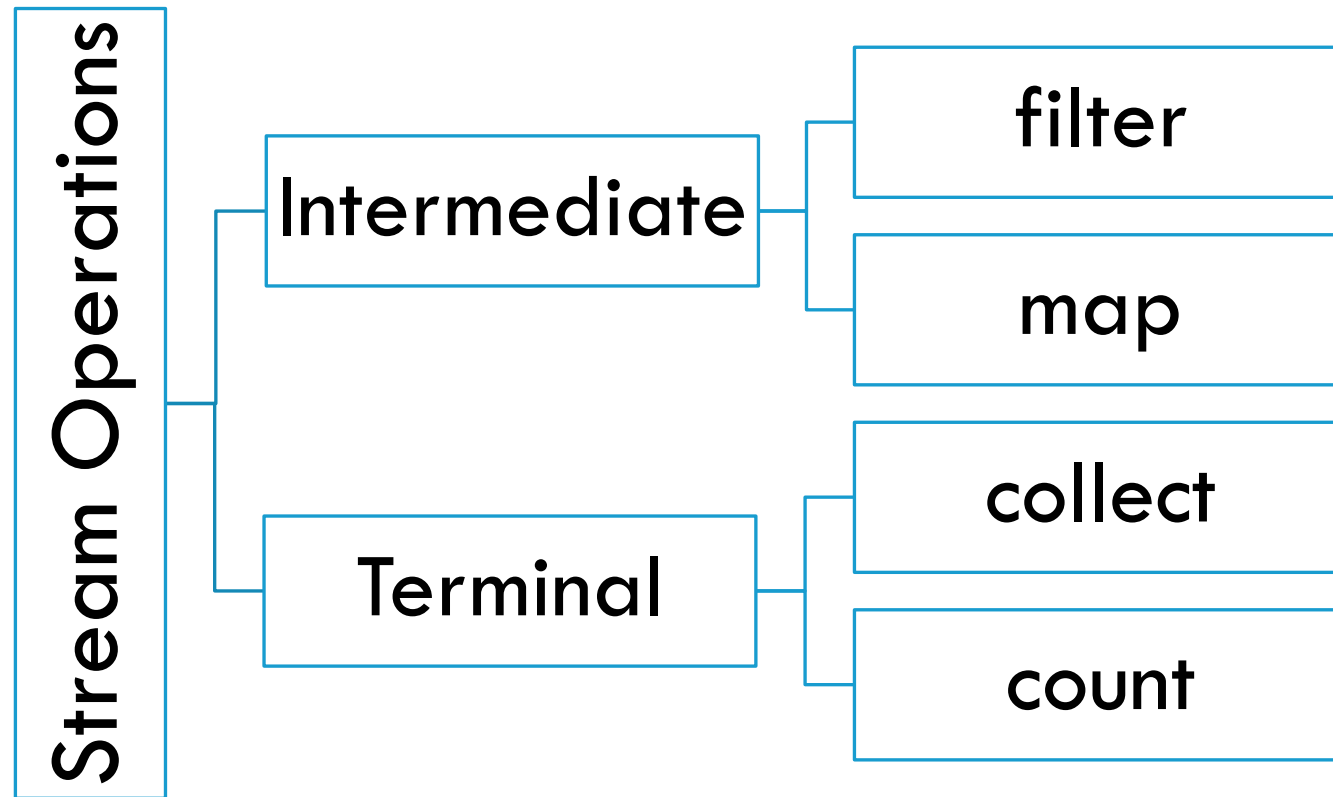 Stream Operations
Intermediate
filter
map
Terminal
collect
count